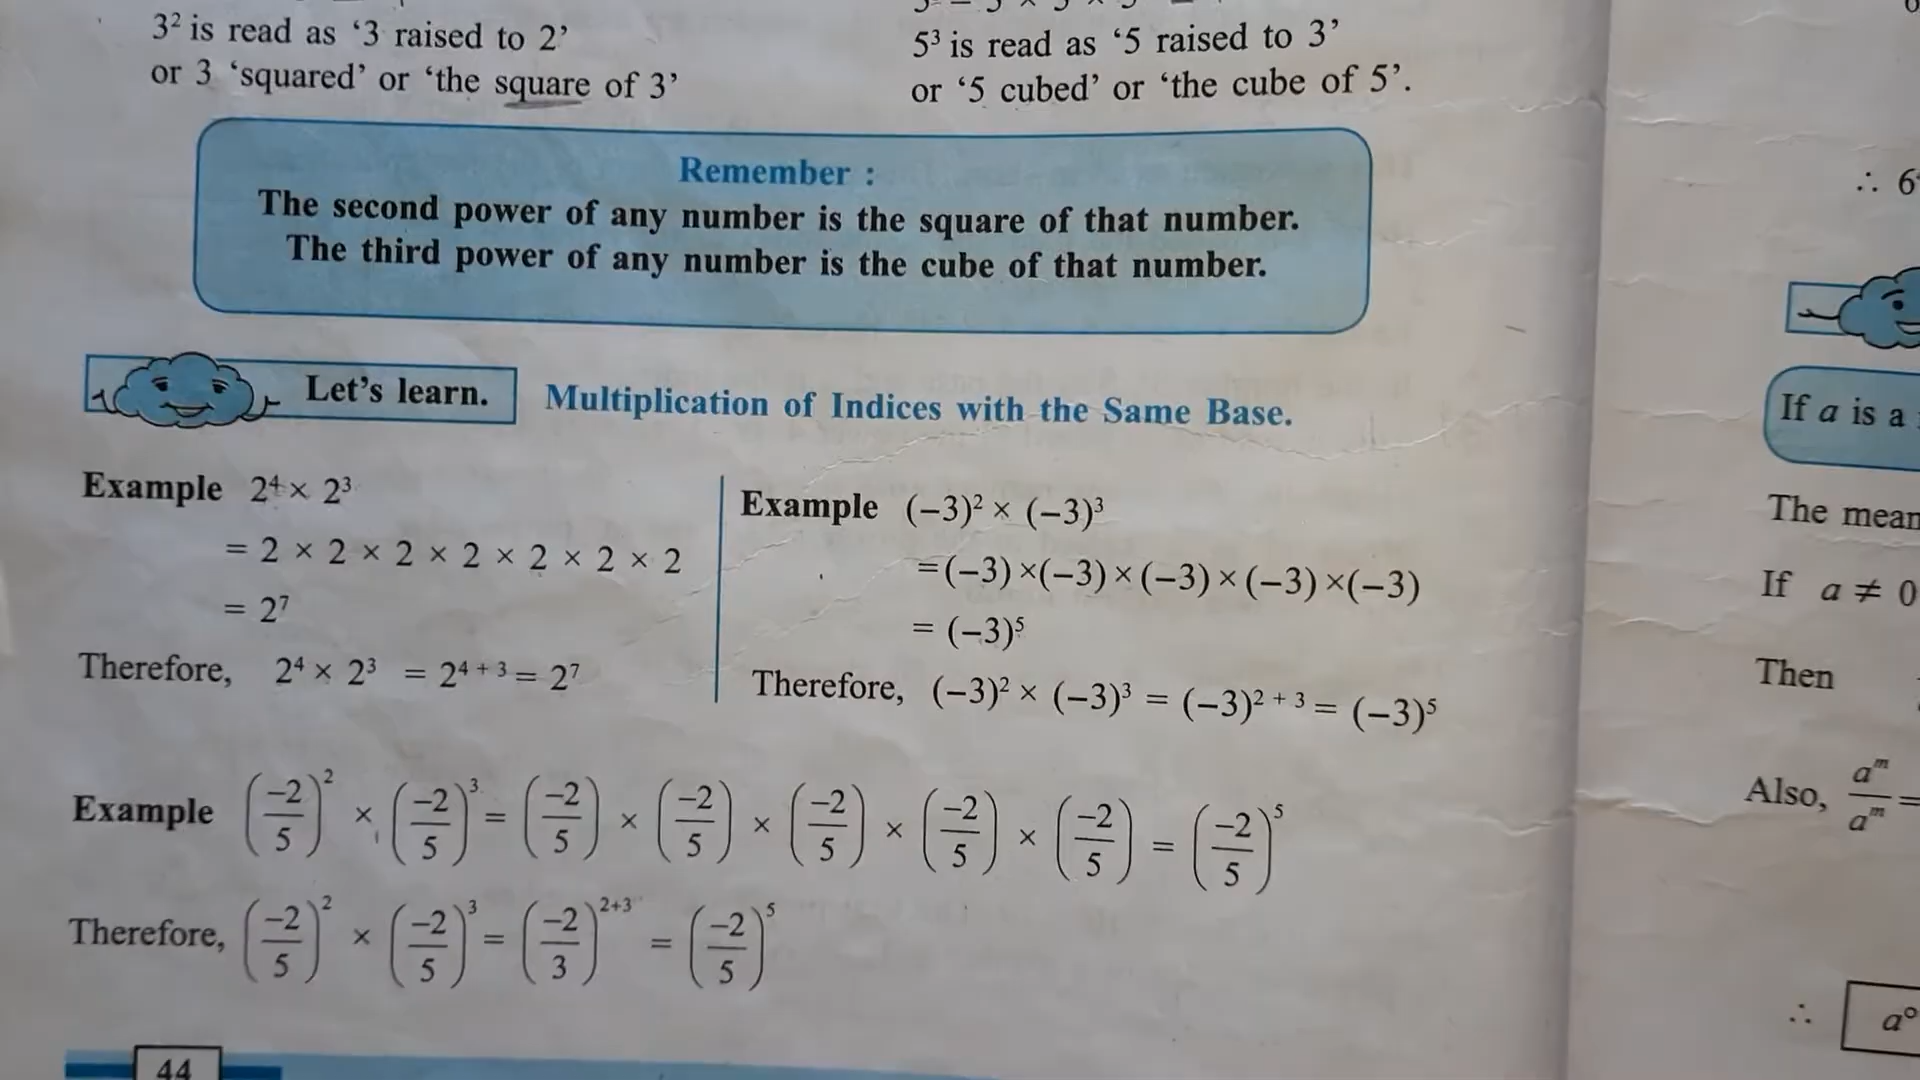 3² is read as ‘3 raised to 2’
or 3 ‘squared’ or ‘the square of 3’
5³ is read as ‘5 raised to 3’
or ‘5 cubed’ or ‘the cube of 5’.
Remember :
The second power of any number is the square of that number.
The third power of any number is the cube of that number.
Let’s learn. Multiplication of Indices with the Same Base.
Example 2⁴ × 2³
= 2 × 2 × 2 × 2 × 2 × 2 × 2
= 2⁷
Therefore, 2⁴ × 2³ = 2⁴ ⁺ ³ = 2⁷
Example (−3)² × (−3)³
=(−3) ×(−3) × (−3) × (−3) ×(−3)
= (−3)⁵
Therefore, (−3)² × (−3)³ = (−3)² ⁺ ³ = (−3)⁵
Example (−2/5)² × (−2/5)³ = (−2/5) × (−2/5) × (−2/5) × (−2/5) × (−2/5) = (−2/5)⁵
Therefore, (−2/5)² × (−2/5)³ = (−2/3)²⁺³ = (−2/5)⁵
44
∴ 6
If a is a
The mean
If a ≠ 0
Then
Also, aᵐ/aᵐ =
∴ a°